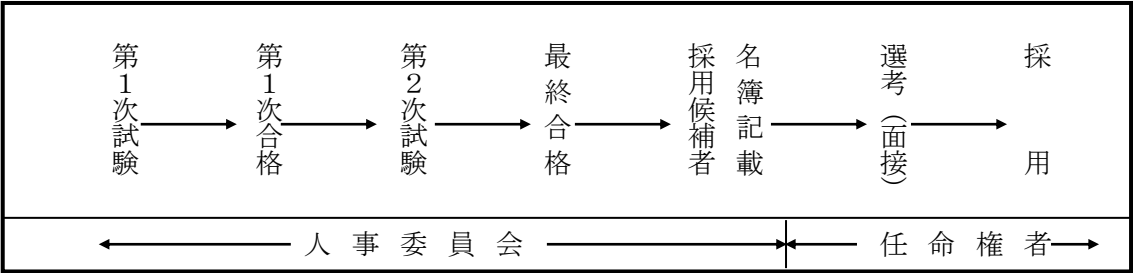 第１次試験
第１次合格
第２次試験
最終合格
採用候補者
名簿記載
選考（面接）
採用
人事委員会
任命権者